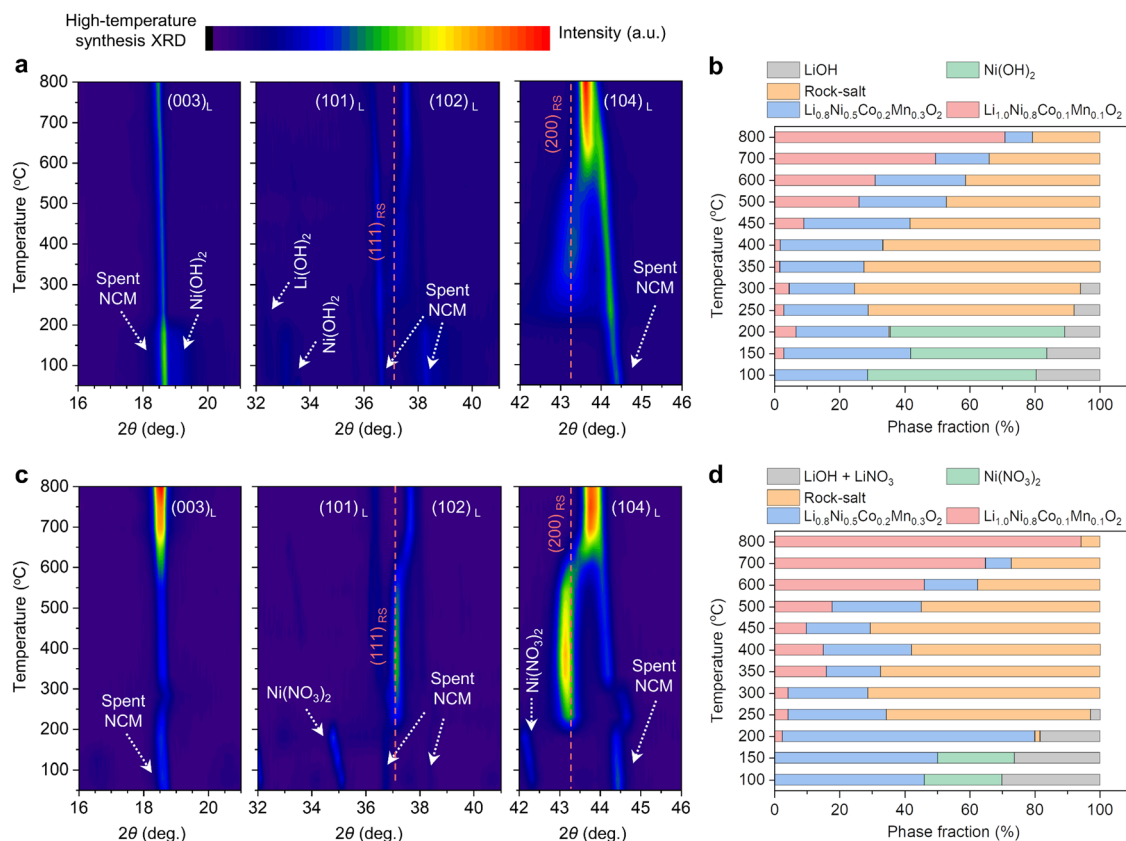 High-temperature
synthesis XRD
Intensity (a.u.)
a
(003)L
(101)L
(102)L
(104)L
(200)RS
(111)RS
Spent
NCM
Ni(OH)2
Li(OH)2
Ni(OH)2
Spent
NCM
Spent
NCM
Temperature (ºC)
800
700
600
500
400
300
200
100
18 20
32 34 36 38 40
42 43 44 45 46
2θ (deg.)
2θ (deg.)
2θ (deg.)
b
LiOH
Ni(OH)2
Rock-salt
Li0.8Ni0.5Co0.2Mn0.3O2
Li1.0Ni0.8Co0.1Mn0.1O2
Temperature (ºC)
800
700
600
500
450
400
350
300
250
200
150
100
0 20 40 60 80 100
Phase fraction (%)
c
(003)L
(101)L
(102)L
(104)L
(200)RS
(111)RS
Spent
NCM
Ni(NO3)2
Spent
NCM
Ni(NO3)2
Spent
NCM
Temperature (ºC)
800
700
600
500
400
300
200
100
16 18 20
32 34 36 38 40
42 43 44 45 46
2θ (deg.)
2θ (deg.)
2θ (deg.)
d
LiOH + LiNO3
Ni(NO3)2
Rock-salt
Li0.8Ni0.5Co0.2Mn0.3O2
Li1.0Ni0.8Co0.1Mn0.1O2
Temperature (ºC)
800
700
600
500
450
400
350
300
250
200
150
100
0 20 40 60 80 100
Phase fraction (%)